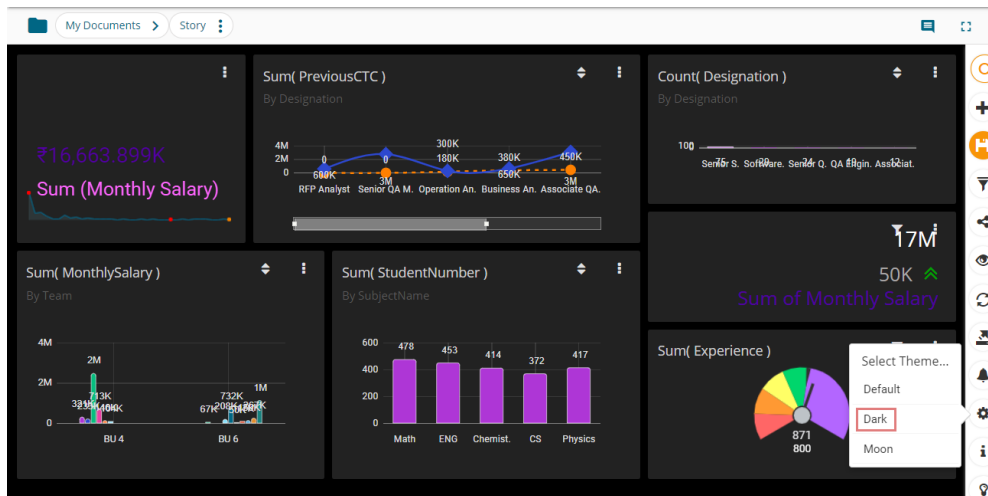 My Documents > Story
Sum( PreviousCTC )
By Designation
4M
2M
0
300K
180K
0
0
600K
3M
380K
650K
450K
3M
RFP Analyst Senior QA M. Operation An. Business An. Associate QA.
Count( Designation )
By Designation
100
75
24
12
Senior S. Software. Senior Q. QA Engin. Associat.
₹16,663.899K
Sum (Monthly Salary)
17M
50K
Sum of Monthly Salary
Sum( MonthlySalary )
By Team
4M
2M
0
2M
1M
732K
67K
BU 4 BU 6
Sum( StudentNumber )
By SubjectName
600
400
200
0
478 453 414 372 417
Math ENG Chemist. CS Physics
Sum( Experience )
871
800
Select Theme...
Default
Dark
Moon